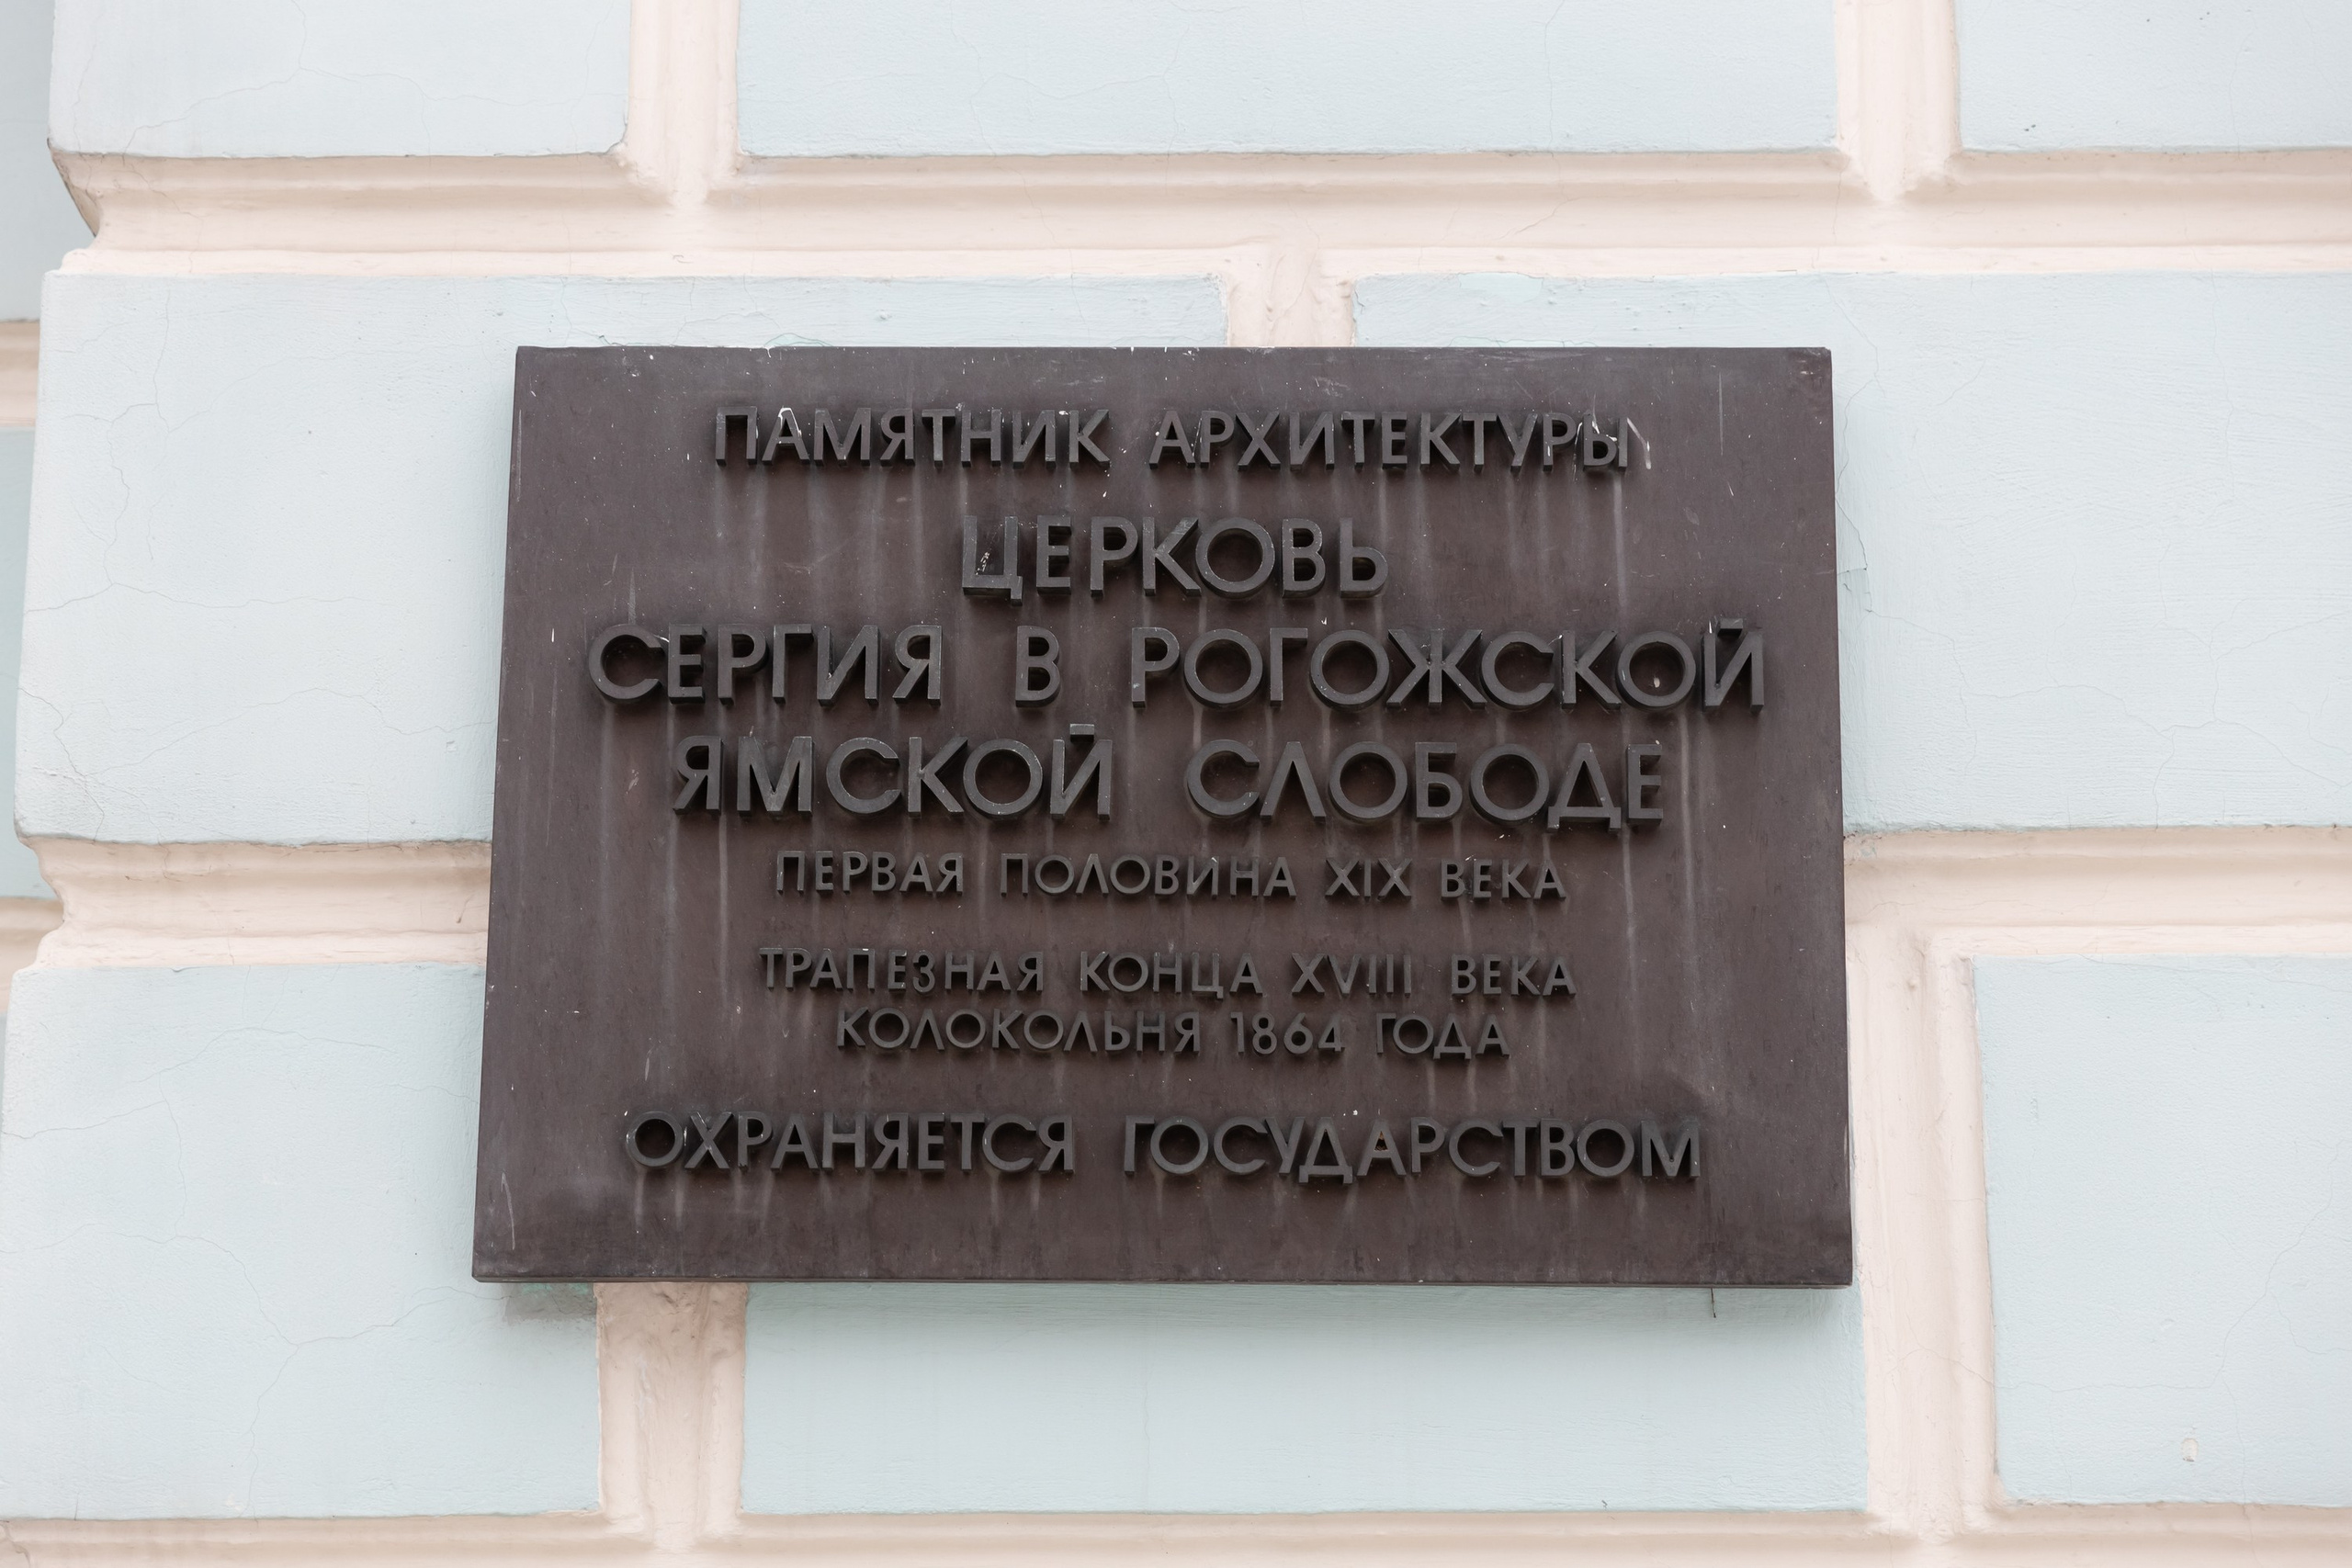 ПАМЯТНИК АРХИТЕКТУРЫ
ЦЕРКОВЬ
СЕРГИЯ В РОГОЖСКОЙ
ЯМСКОЙ СЛОБОДЕ
ПЕРВАЯ ПОЛОВИНА XIX ВЕКА
ТРАПЕЗНАЯ КОНЦА XVIII ВЕКА
КОЛОКОЛЬНЯ 1864 ГОДА
ОХРАНЯЕТСЯ ГОСУДАРСТВОМ